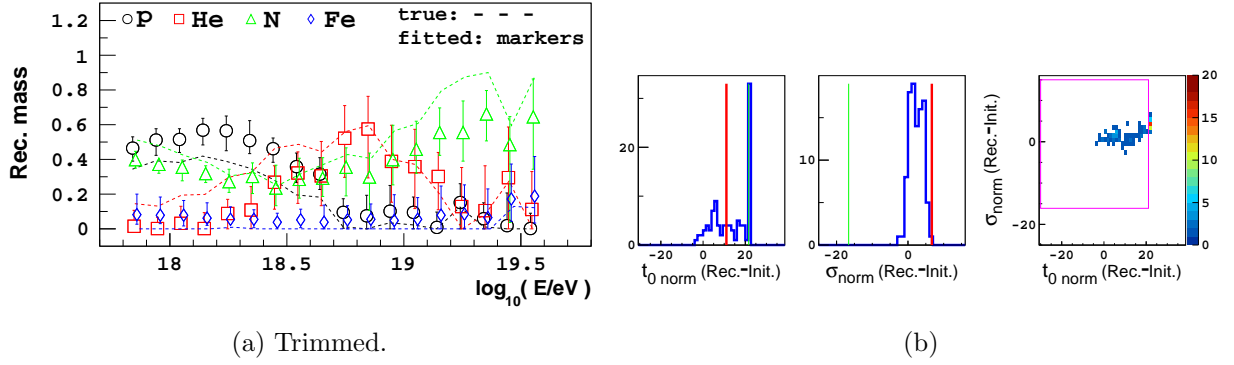 p He N Fe
true: - - -
fitted: markers
Rec. mass
1.2
1
0.8
0.6
0.4
0.2
0
18 18.5 19 19.5
log10( E/eV )
(a) Trimmed.
20
0
0 20
t0 norm (Rec.-Init.)
10
0
-20 0
σnorm (Rec.-Init.)
σnorm (Rec.-Init.)
0
-20
-20 0 20
t0 norm (Rec.-Init.)
20
15
10
5
0
(b)